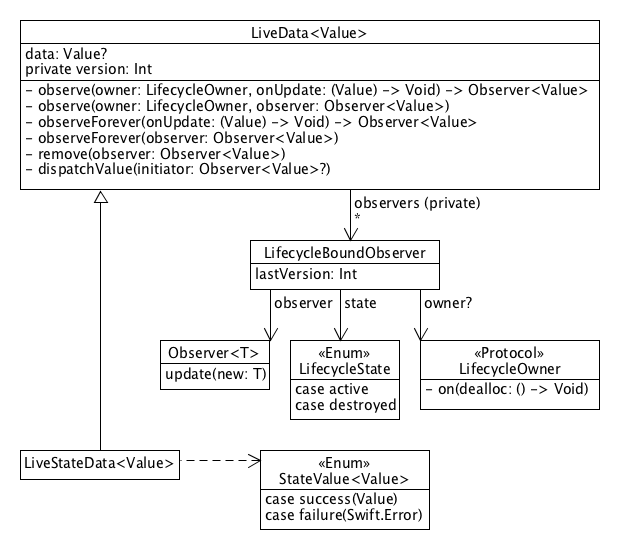 LiveData<Value>
data: Value?
private version: Int
– observe(owner: LifecycleOwner, onUpdate: (Value) –> Void) –> Observer<Value>
– observe(owner: LifecycleOwner, observer: Observer<Value>)
– observeForever(onUpdate: (Value) –> Void) –> Observer<Value>
– observeForever(observer: Observer<Value>)
– remove(observer: Observer<Value>)
– dispatchValue(initiator: Observer<Value>?)
observers (private)
*
LifecycleBoundObserver
lastVersion: Int
observer
state
owner?
Observer<T>
update(new: T)
«Enum»
LifecycleState
case active
case destroyed
«Protocol»
LifecycleOwner
– on(dealloc: () –> Void)
LiveStateData<Value>
«Enum»
StateValue<Value>
case success(Value)
case failure(Swift.Error)